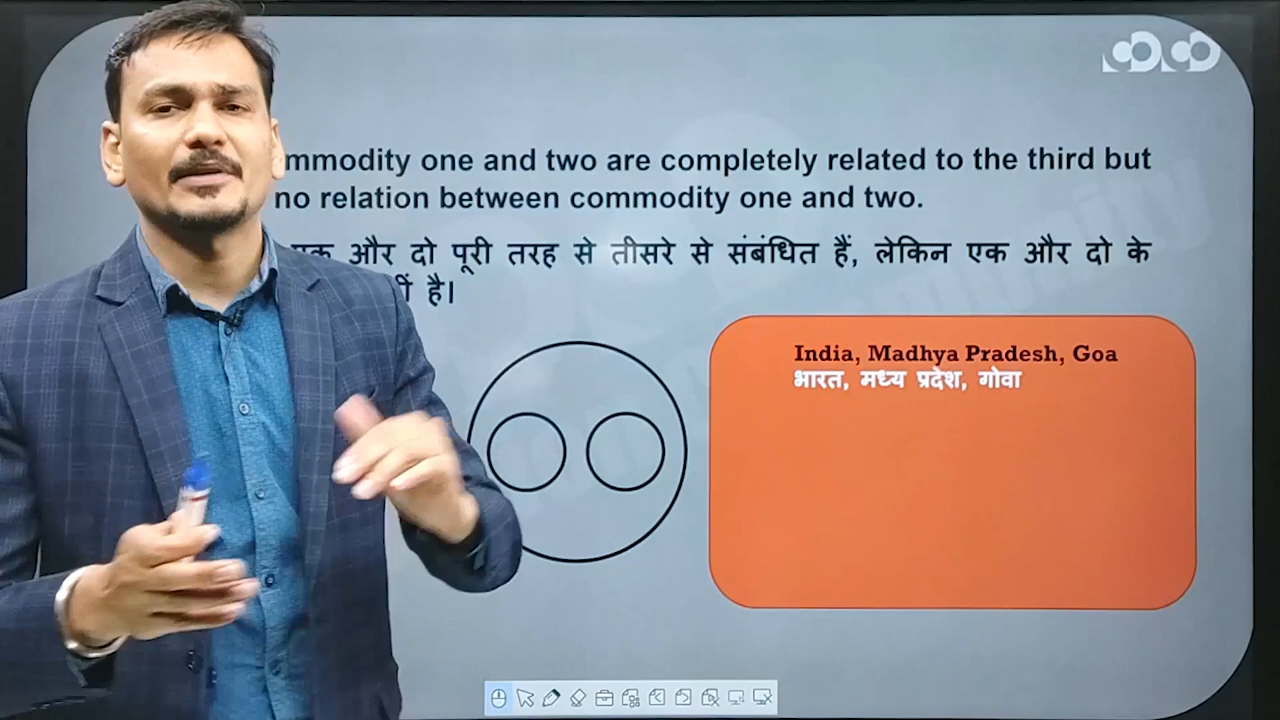 mmodity one and two are completely related to the third but
no relation between commodity one and two.
एक और दो पूरी तरह से तीसरे से संबंधित हैं, लेकिन एक और दो के
है।
India, Madhya Pradesh, Goa
भारत, मध्य प्रदेश, गोवा